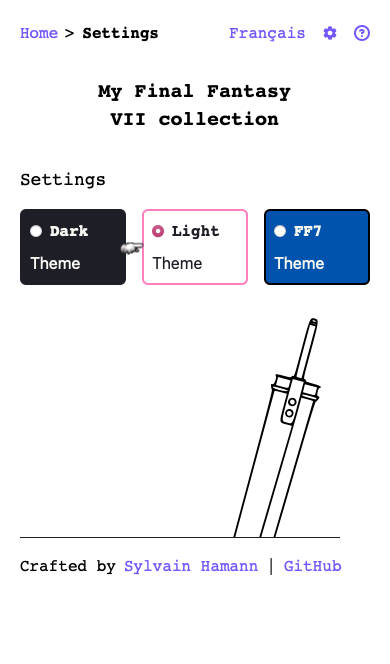 Home > Settings Français
My Final Fantasy
VII collection
Settings
Dark Light FF7
Theme Theme Theme
Crafted by Sylvain Hamann | GitHub